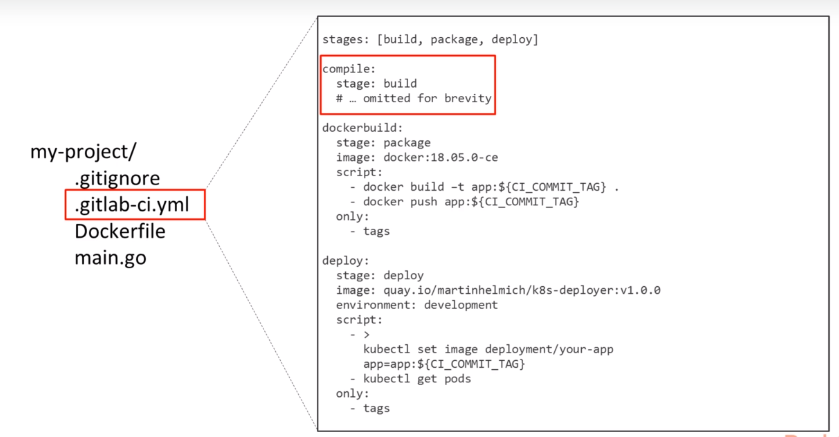 my-project/
.gitignore
.gitlab-ci.yml
Dockerfile
main.go
stages: [build, package, deploy]
compile:
  stage: build
  # … omitted for brevity
dockerbuild:
  stage: package
  image: docker:18.05.0-ce
  script:
    - docker build –t app:${CI_COMMIT_TAG} .
    - docker push app:${CI_COMMIT_TAG}
  only:
    - tags
deploy:
  stage: deploy
  image: quay.io/martinhelmich/k8s-deployer:v1.0.0
  environment: development
  script:
    - >
      kubectl set image deployment/your-app
      app=app:${CI_COMMIT_TAG}
    - kubectl get pods
  only:
    - tags